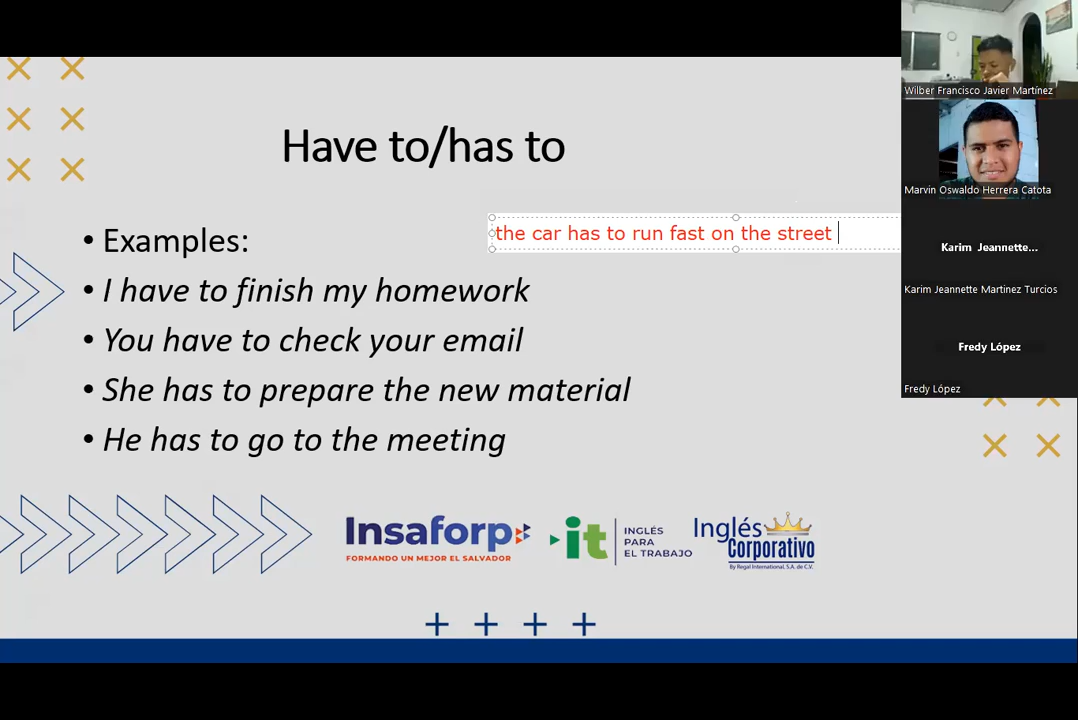 Have to/has to
the car has to run fast on the street
• Examples:
• I have to finish my homework
• You have to check your email
• She has to prepare the new material
• He has to go to the meeting
Insaforp
FORMANDO UN MEJOR EL SALVADOR
it
INGLÉS
PARA
EL TRABAJO
Inglés
Corporativo
By Regal International, S.A. de C.V.
Wilber Francisco Javier Martínez
Marvin Oswaldo Herrera Catota
Karim Jeannette...
Karim Jeannette Martinez Turcios
Fredy López
Fredy López